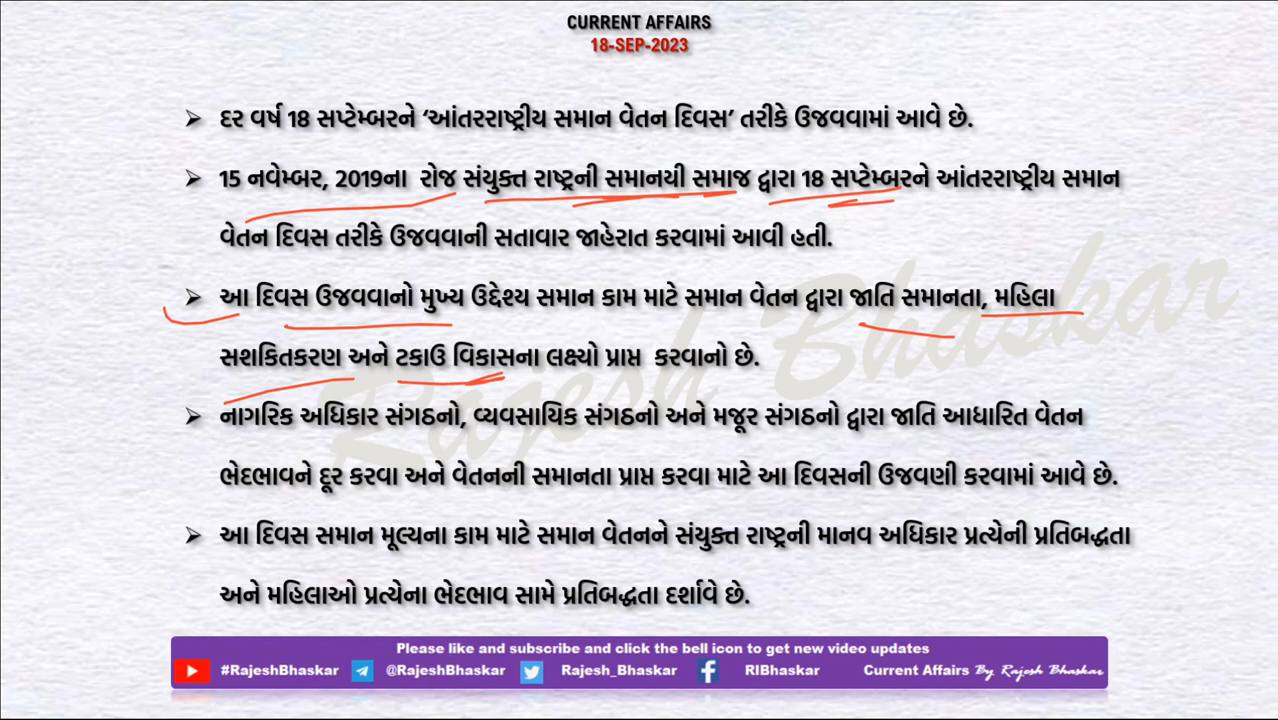 CURRENT AFFAIRS
18-SEP-2023
➢ દર વર્ષ 18 સપ્ટેમ્બરને ‘આંતરરાષ્ટ્રીય સમાન વેતન દિવસ’ તરીકે ઉજવવામાં આવે છે.
➢ 15 નવેમ્બર, 2019ના રોજ સંયુક્ત રાષ્ટ્રની સમાનયી સમાજ દ્વારા 18 સપ્ટેમ્બરને આંતરરાષ્ટ્રીય સમાન
વેતન દિવસ તરીકે ઉજવવાની સતાવાર જાહેરાત કરવામાં આવી હતી.
➢ આ દિવસ ઉજવવાનો મુખ્ય ઉદ્દેશ્ય સમાન કામ માટે સમાન વેતન દ્વારા જાતિ સમાનતા, મહિલા
સશકિતકરણ અને ટકાઉ વિકાસના લક્ષ્યો પ્રાપ્ત કરવાનો છે.
➢ નાગરિક અધિકાર સંગઠનો, વ્યવસાયિક સંગઠનો અને મજૂર સંગઠનો દ્વારા જાતિ આધારિત વેતન
ભેદભાવને દૂર કરવા અને વેતનની સમાનતા પ્રાપ્ત કરવા માટે આ દિવસની ઉજવણી કરવામાં આવે છે.
➢ આ દિવસ સમાન મૂલ્યના કામ માટે સમાન વેતનને સંયુક્ત રાષ્ટ્રની માનવ અધિકાર પ્રત્યેની પ્રતિબદ્ધતા
અને મહિલાઓ પ્રત્યેના ભેદભાવ સામે પ્રતિબદ્ધતા દર્શાવે છે.
Rajesh Bhaskar
Please like and subscribe and click the bell icon to get new video updates
#RajeshBhaskar @RajeshBhaskar Rajesh_Bhaskar RIBhaskar Current Affairs By Rajesh Bhaskar